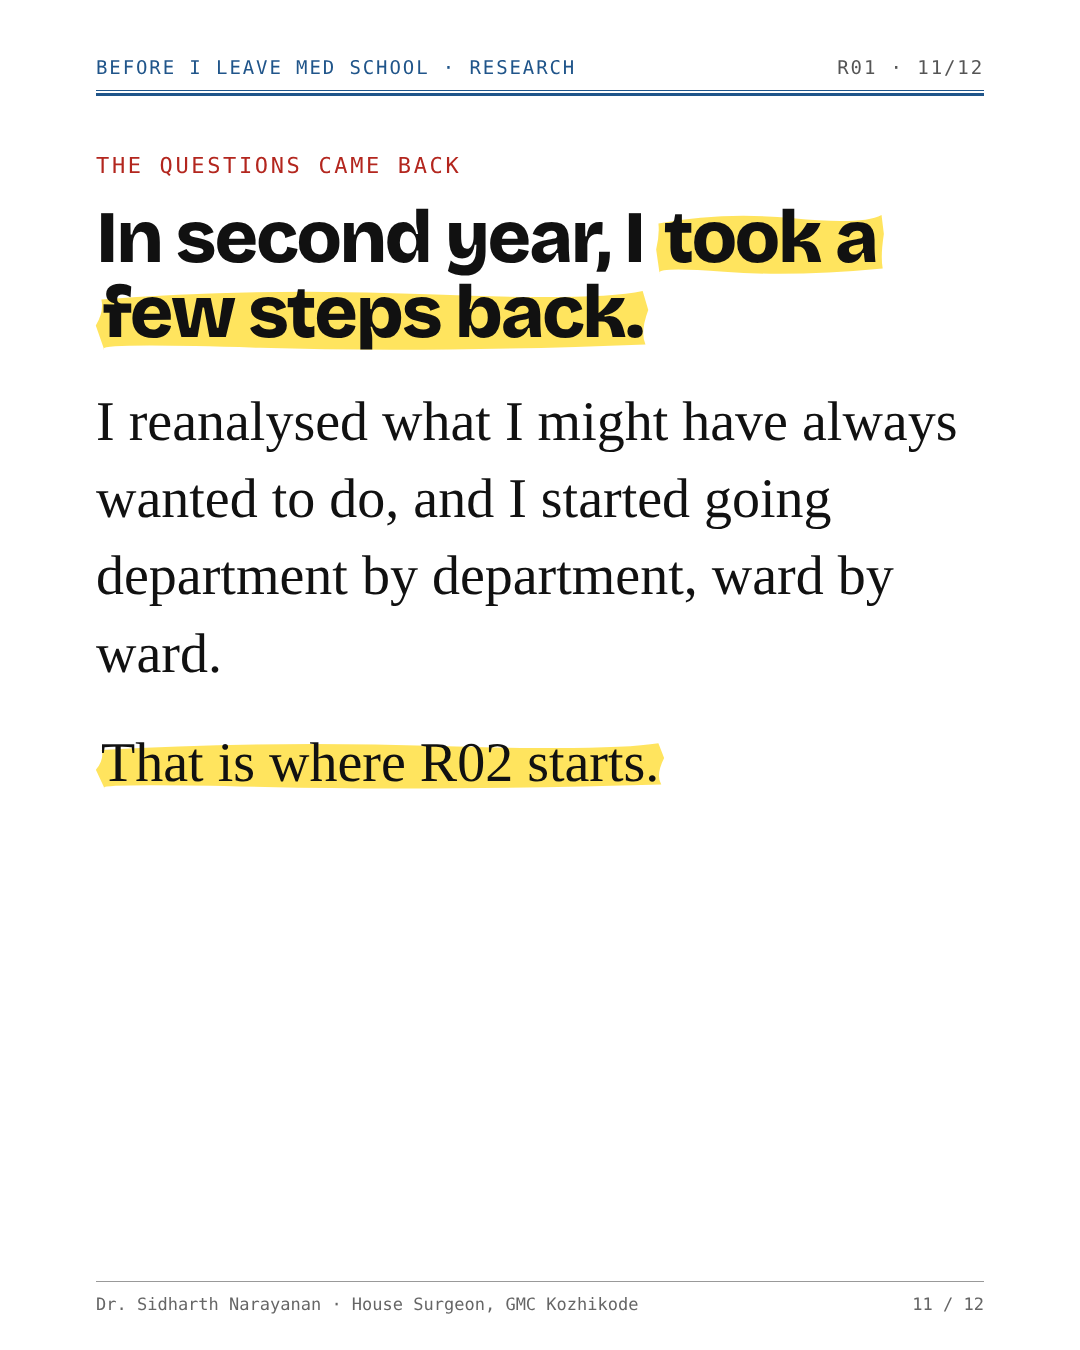 BEFORE I LEAVE MED SCHOOL · RESEARCH
R01 · 11/12
THE QUESTIONS CAME BACK
In second year, I took a
few steps back.
I reanalysed what I might have always
wanted to do, and I started going
department by department, ward by
ward.
That is where R02 starts.
Dr. Sidharth Narayanan · House Surgeon, GMC Kozhikode
11 / 12